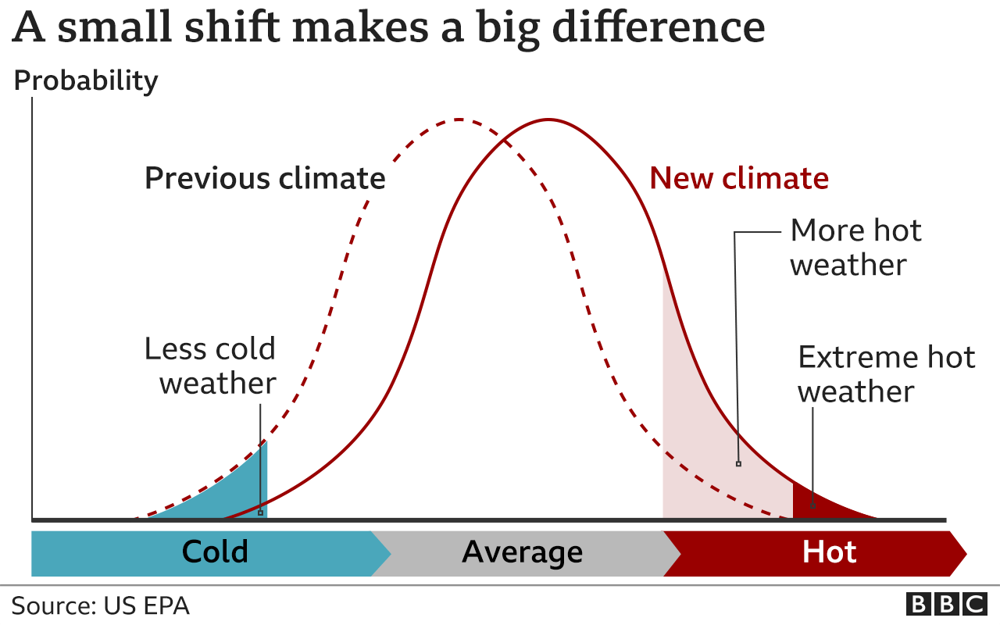 A small shift makes a big difference
Probability
Previous climate
New climate
More hot
weather
Less cold
weather
Extreme hot
weather
Cold
Average
Hot
Source: US EPA
BBC